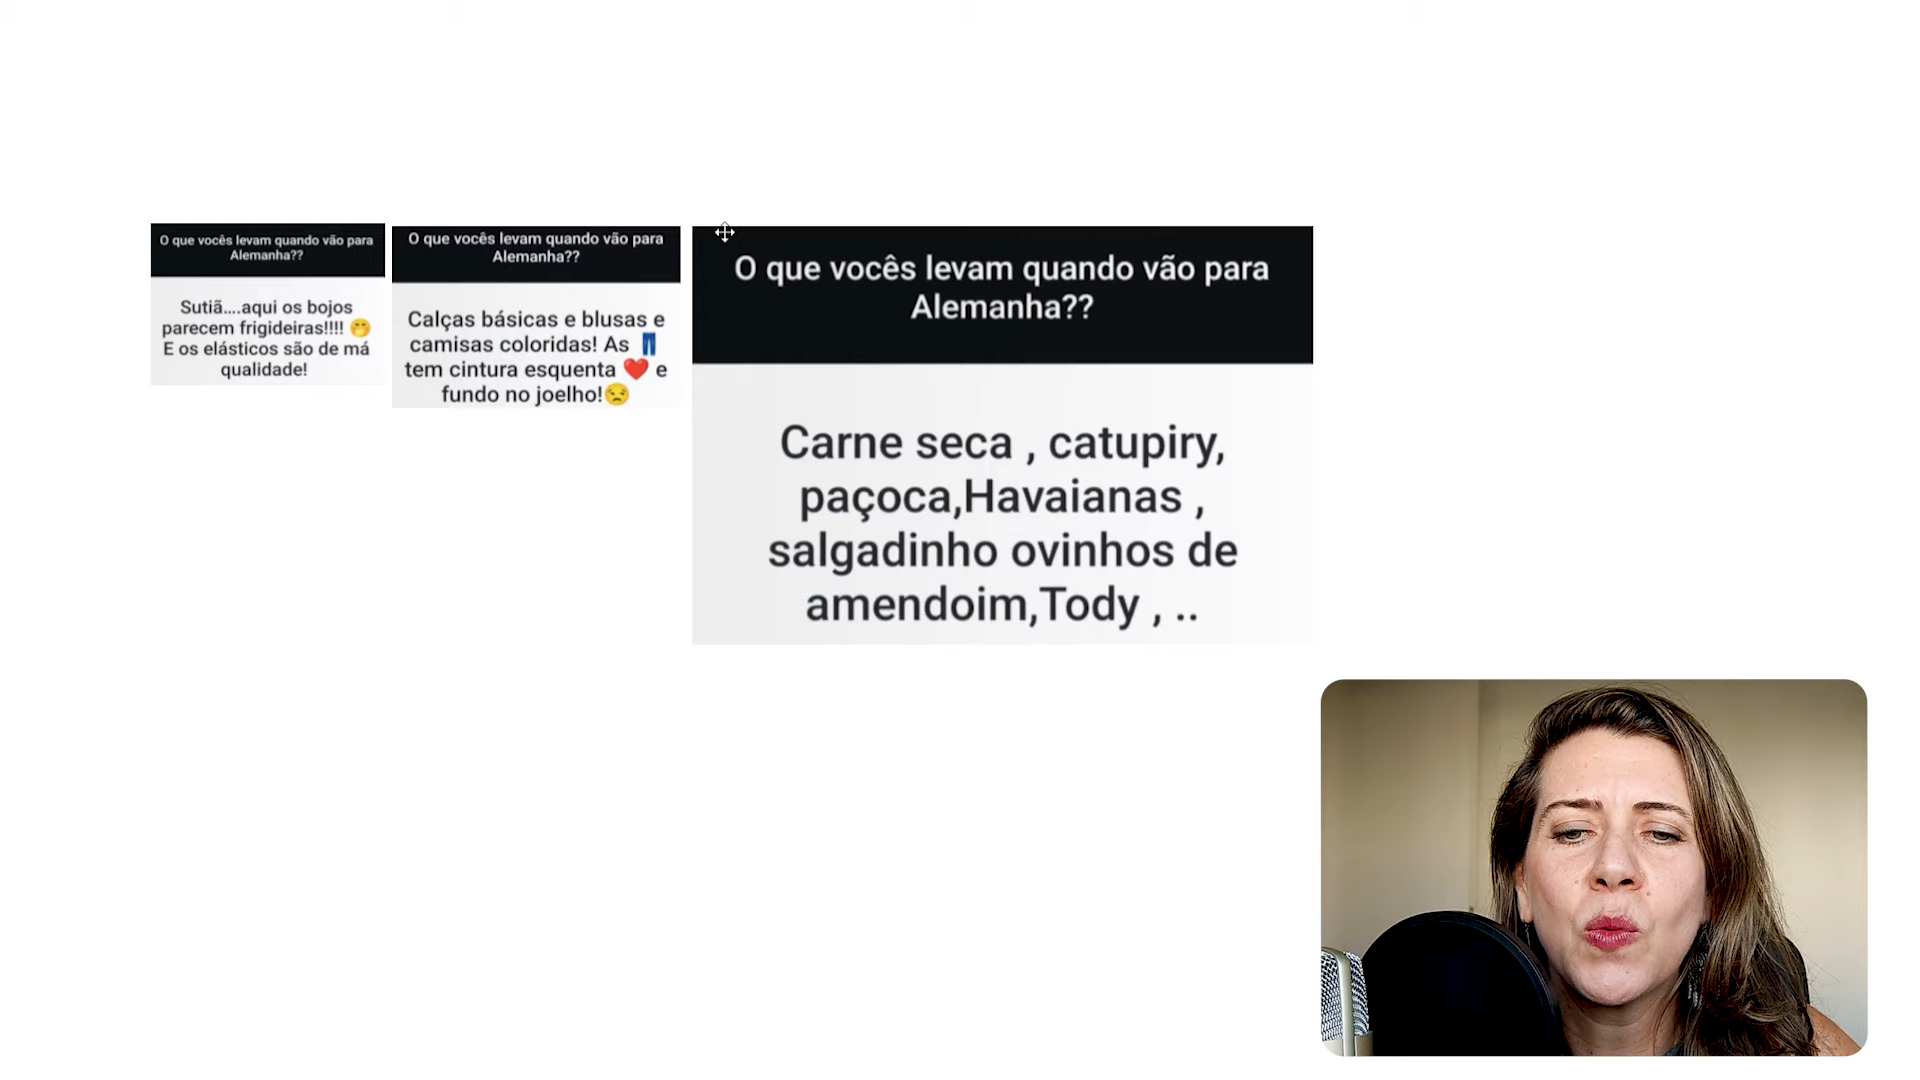 O que vocês levam quando vão para
Alemanha??
Sutiã....aqui os bojos
parecem frigideiras!!!! 🤭
E os elásticos são de má
qualidade!
O que vocês levam quando vão para
Alemanha??
Calças básicas e blusas e
camisas coloridas! As 👖
tem cintura esquenta ❤️ e
fundo no joelho!😒
O que vocês levam quando vão para
Alemanha??
Carne seca , catupiry,
paçoca,Havaianas ,
salgadinho ovinhos de
amendoim,Tody , ..